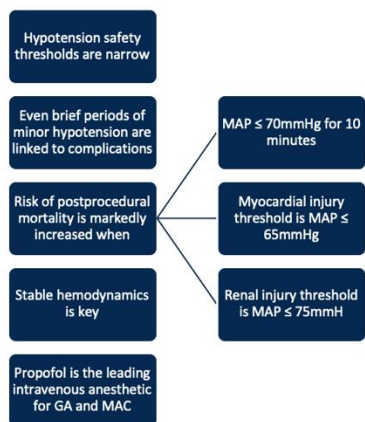 Hypotension safety
thresholds are narrow
Even brief periods of
minor hypotension are
linked to complications
Risk of postprocedural
mortality is markedly
increased when
MAP ≤ 70mmHg for 10
minutes
Myocardial injury
threshold is MAP ≤
65mmHg
Renal injury threshold
is MAP ≤ 75mmH
Stable hemodynamics
is key
Propofol is the leading
intravenous anesthetic
for GA and MAC